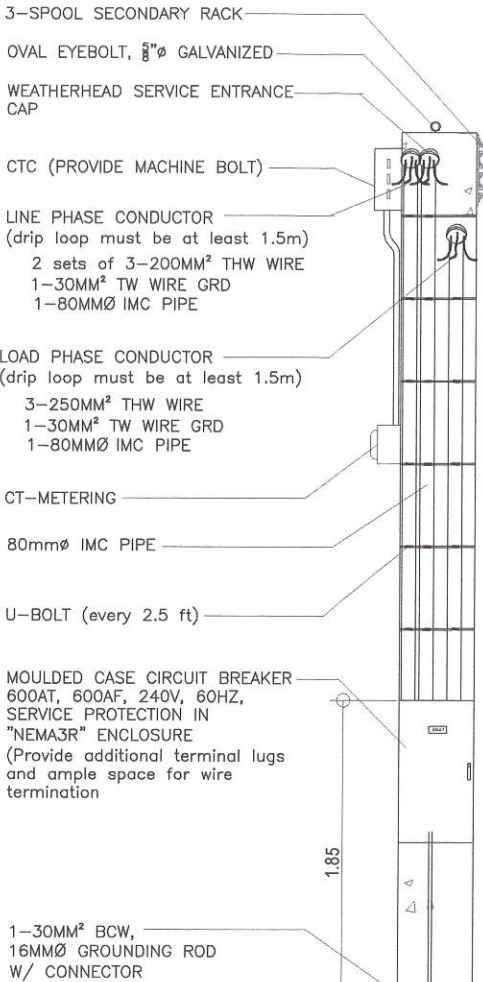 3-SPOOL SECONDARY RACK
OVAL EYEBOLT, 5/8"ø GALVANIZED
WEATHERHEAD SERVICE ENTRANCE
CAP
CTC (PROVIDE MACHINE BOLT)
LINE PHASE CONDUCTOR
(drip loop must be at least 1.5m)
2 sets of 3-200MM² THW WIRE
1-30MM² TW WIRE GRD
1-80MMØ IMC PIPE
LOAD PHASE CONDUCTOR
(drip loop must be at least 1.5m)
3-250MM² THW WIRE
1-30MM² TW WIRE GRD
1-80MMØ IMC PIPE
CT-METERING
80mmø IMC PIPE
U-BOLT (every 2.5 ft)
MOULDED CASE CIRCUIT BREAKER
600AT, 600AF, 240V, 60HZ,
SERVICE PROTECTION IN
"NEMA3R" ENCLOSURE
(Provide additional terminal lugs
and ample space for wire
termination
1.85
1-30MM² BCW,
16MMØ GROUNDING ROD
W/ CONNECTOR